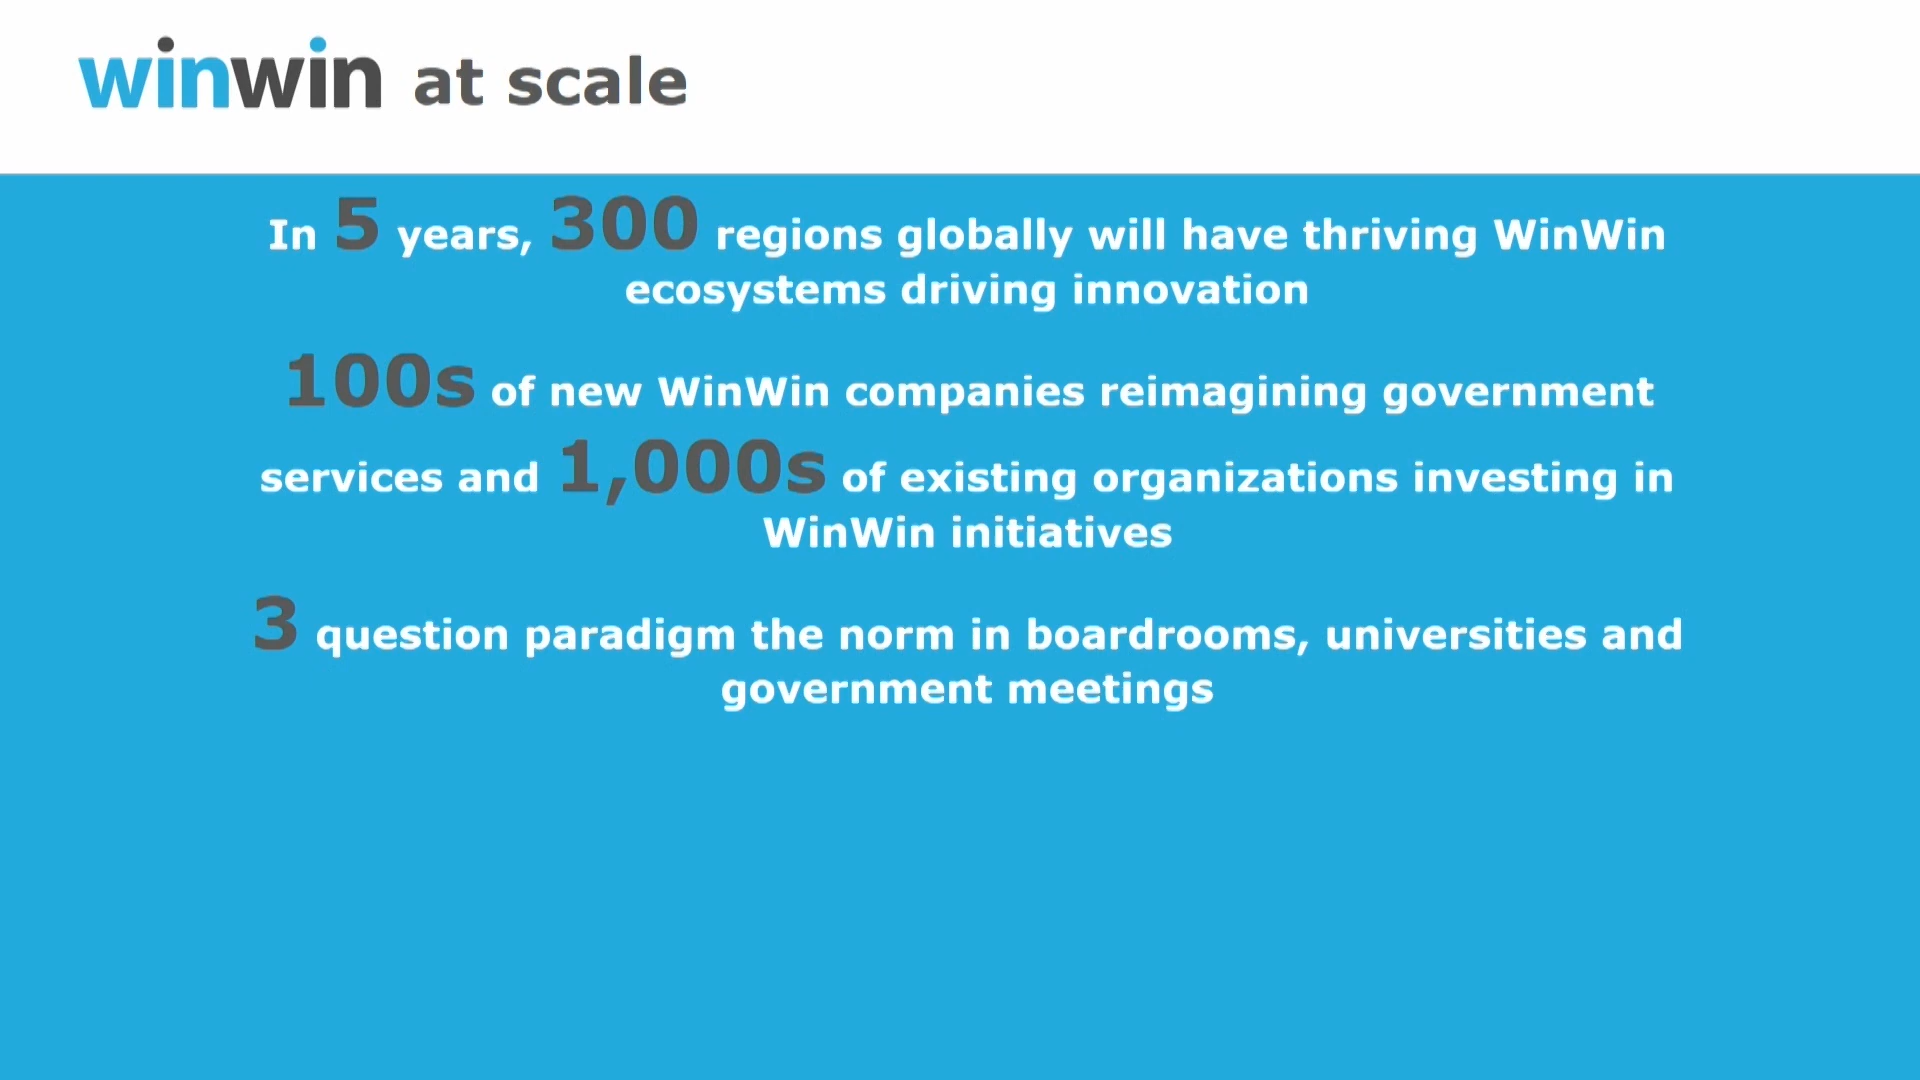 winwin at scale
In 5 years, 300 regions globally will have thriving WinWin
ecosystems driving innovation
100s of new WinWin companies reimagining government
services and 1,000s of existing organizations investing in
WinWin initiatives
3 question paradigm the norm in boardrooms, universities and
government meetings